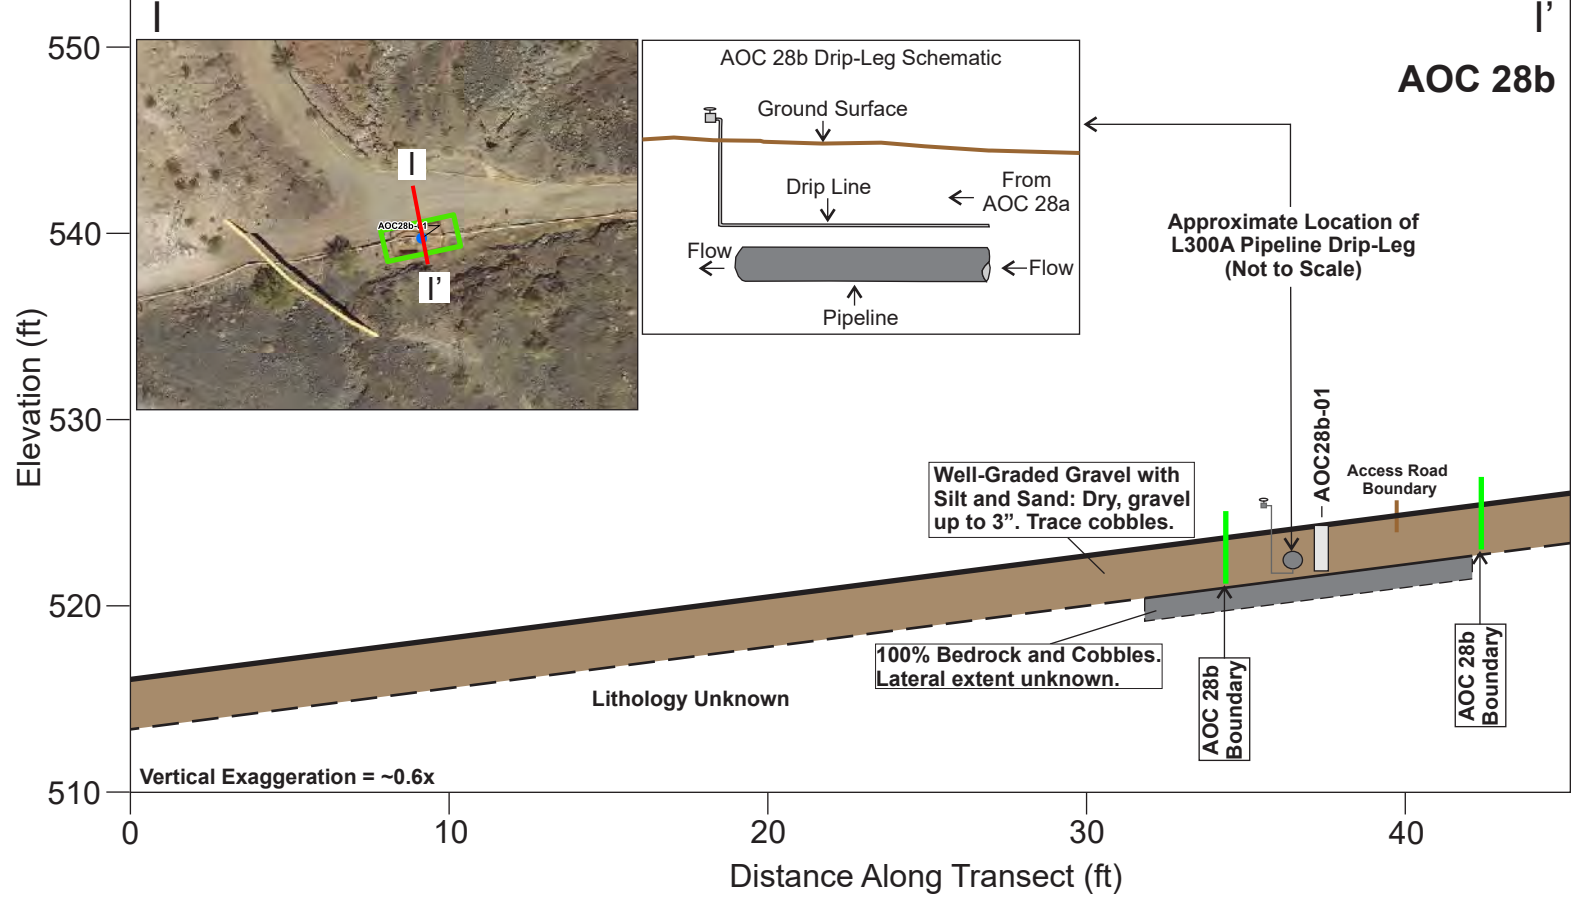 I
I’
AOC 28b
550
540
530
520
510
Elevation (ft)
I
AOC28b-01
I’
AOC 28b Drip-Leg Schematic
Ground Surface
Drip Line
From
AOC 28a
Flow
Flow
Pipeline
Approximate Location of
L300A Pipeline Drip-Leg
(Not to Scale)
AOC28b-01
Access Road
Boundary
Well-Graded Gravel with
Silt and Sand: Dry, gravel
up to 3”. Trace cobbles.
100% Bedrock and Cobbles.
Lateral extent unknown.
Lithology Unknown
AOC 28b
Boundary
AOC 28b
Boundary
Vertical Exaggeration = ~0.6x
0
10
20
30
40
Distance Along Transect (ft)